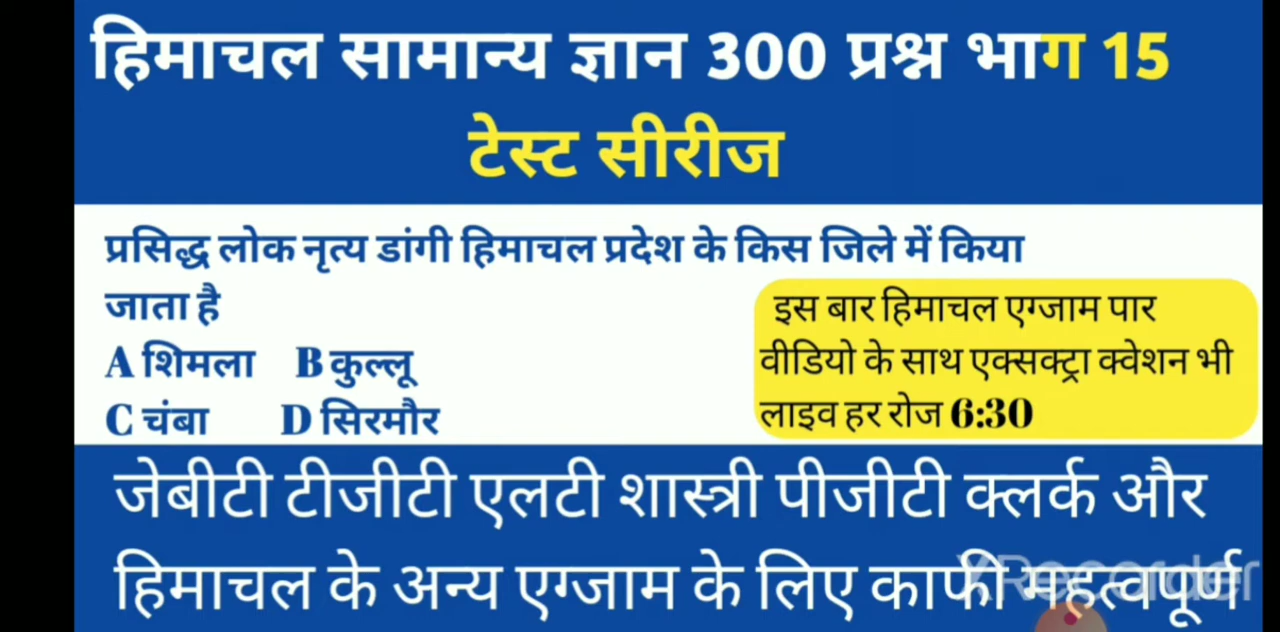 हिमाचल सामान्य ज्ञान 300 प्रश्न भाग 15
टेस्ट सीरीज
प्रसिद्ध लोक नृत्य डांगी हिमाचल प्रदेश के किस जिले में किया
जाता है
A शिमला B कुल्लू
C चंबा D सिरमौर
इस बार हिमाचल एग्जाम पार
वीडियो के साथ एक्सक्ट्रा क्वेशन भी
लाइव हर रोज 6:30
जेबीटी टीजीटी एलटी शास्त्री पीजीटी क्लर्क और
हिमाचल के अन्य एग्जाम के लिए काफी महत्वपूर्ण
XRecorder